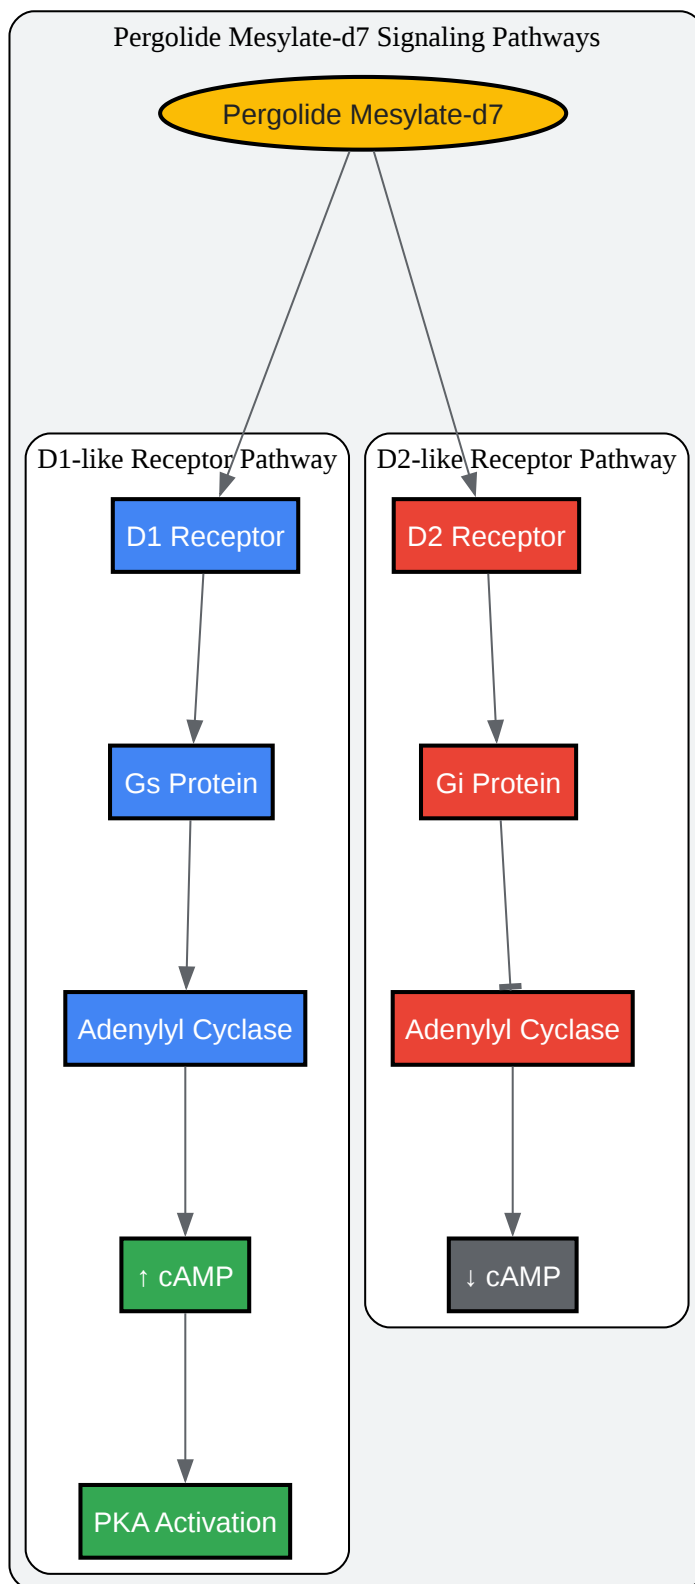 Pergolide Mesylate-d7 Signaling Pathways
Pergolide Mesylate-d7
D1-like Receptor Pathway
D1 Receptor
Gs Protein
Adenylyl Cyclase
↑ cAMP
PKA Activation
D2-like Receptor Pathway
D2 Receptor
Gi Protein
Adenylyl Cyclase
↓ cAMP